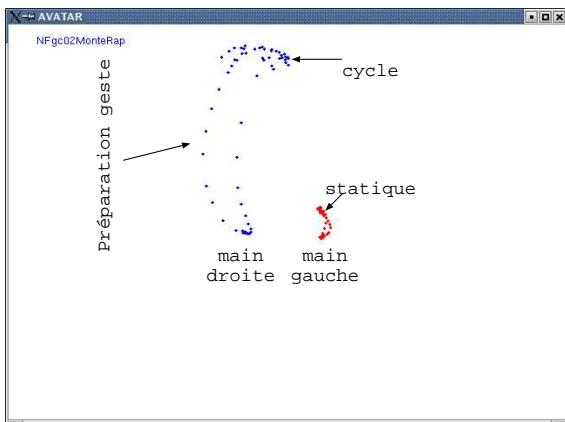 AVATAR
NFgc02MonteRap
cycle
Préparation geste
statique
main
droite
main
gauche